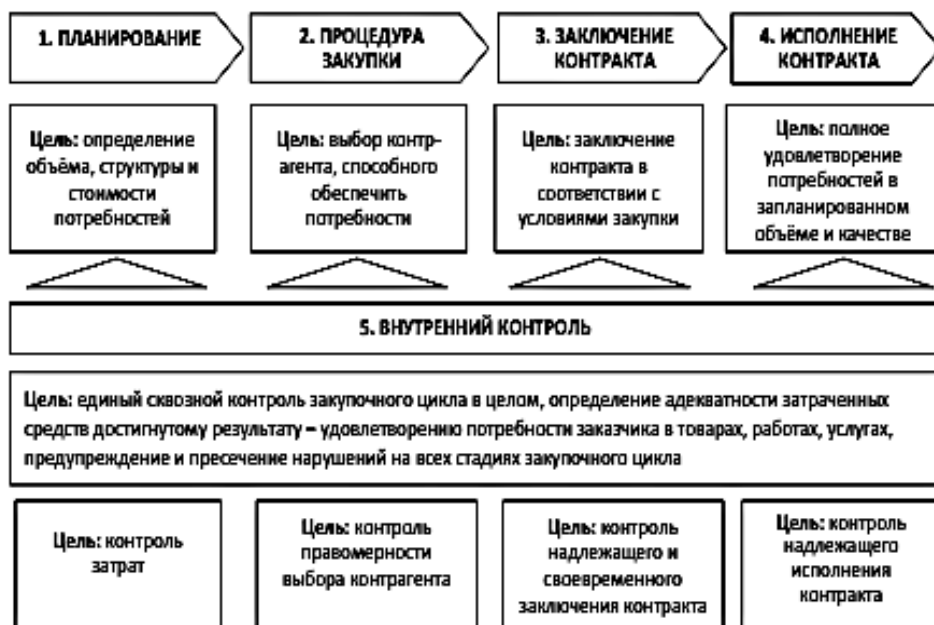 1. ПЛАНИРОВАНИЕ
2. ПРОЦЕДУРА
ЗАКУПКИ
3. ЗАКЛЮЧЕНИЕ
КОНТРАКТА
4. ИСПОЛНЕНИЕ
КОНТРАКТА
Цель: определение
объёма, структуры и
стоимости
потребностей
Цель: выбор контр-
агента, способного
обеспечить
потребности
Цель: заключение
контракта в
соответствии с
условиями закупки
Цель: полное
удовлетворение
потребностей в
запланированном
объёме и качестве
5. ВНУТРЕННИЙ КОНТРОЛЬ
Цель: единый сквозной контроль закупочного цикла в целом, определение адекватности затраченных
средств достигнутому результату – удовлетворению потребности заказчика в товарах, работах, услугах,
предупреждение и пресечение нарушений на всех стадиях закупочного цикла
Цель: контроль
затрат
Цель: контроль
правомерности
выбора контрагента
Цель: контроль
надлежащего и
своевременного
заключения контракта
Цель: контроль
надлежащего
исполнения
контракта